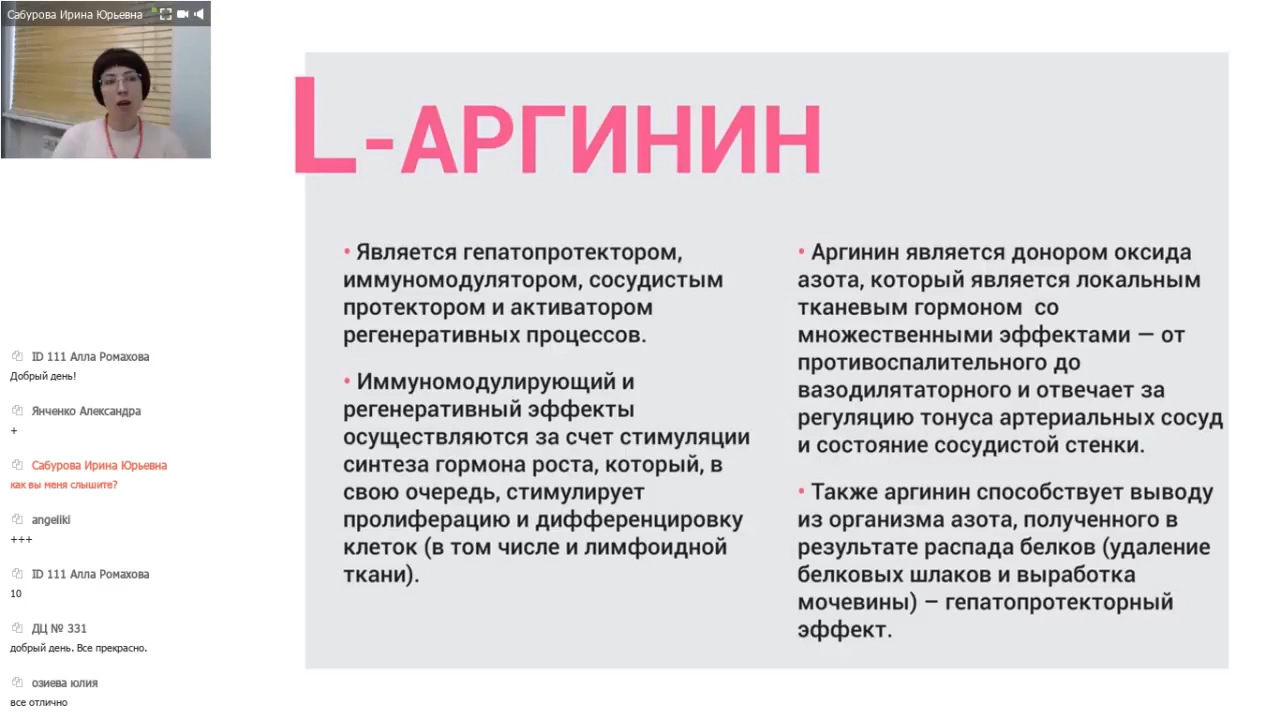 Сабурова Ирина Юрьевна
L-АРГИНИН
• Является гепатопротектором,
иммуномодулятором, сосудистым
протектором и активатором
регенеративных процессов.
• Иммуномодулирующий и
регенеративный эффекты
осуществляются за счет стимуляции
синтеза гормона роста, который, в
свою очередь, стимулирует
пролиферацию и дифференцировку
клеток (в том числе и лимфоидной
ткани).
• Аргинин является донором оксида
азота, который является локальным
тканевым гормоном со
множественными эффектами — от
противоспалительного до
вазодилятаторного и отвечает за
регуляцию тонуса артериальных сосуд
и состояние сосудистой стенки.
• Также аргинин способствует выводу
из организма азота, полученного в
результате распада белков (удаление
белковых шлаков и выработка
мочевины) – гепатопротекторный
эффект.
ID 111 Алла Ромахова
Добрый день!
Янченко Александра
+
Сабурова Ирина Юрьевна
как вы меня слышите?
angeliki
+++
ID 111 Алла Ромахова
10
ДЦ № 331
добрый день. Все прекрасно.
озиева юлия
все отлично